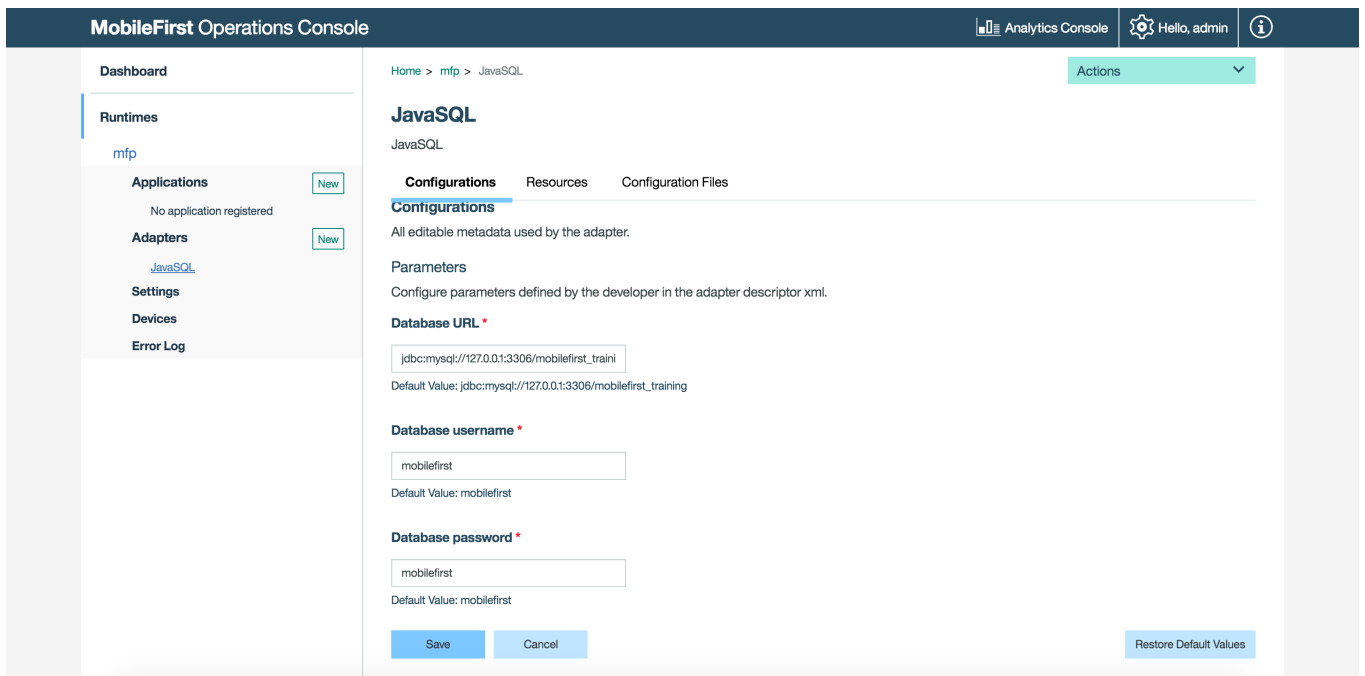 MobileFirst Operations Console
Analytics Console
Hello, admin
Dashboard
Runtimes
mfp
Applications
New
No application registered
Adapters
New
JavaSQL
Settings
Devices
Error Log
Home > mfp > JavaSQL
Actions
JavaSQL
JavaSQL
Configurations Resources Configuration Files
Configurations
All editable metadata used by the adapter.
Parameters
Configure parameters defined by the developer in the adapter descriptor xml.
Database URL *
jdbc:mysql://127.0.0.1:3306/mobilefirst_traini
Default Value: jdbc:mysql://127.0.0.1:3306/mobilefirst_training
Database username *
mobilefirst
Default Value: mobilefirst
Database password *
mobilefirst
Default Value: mobilefirst
Save Cancel Restore Default Values